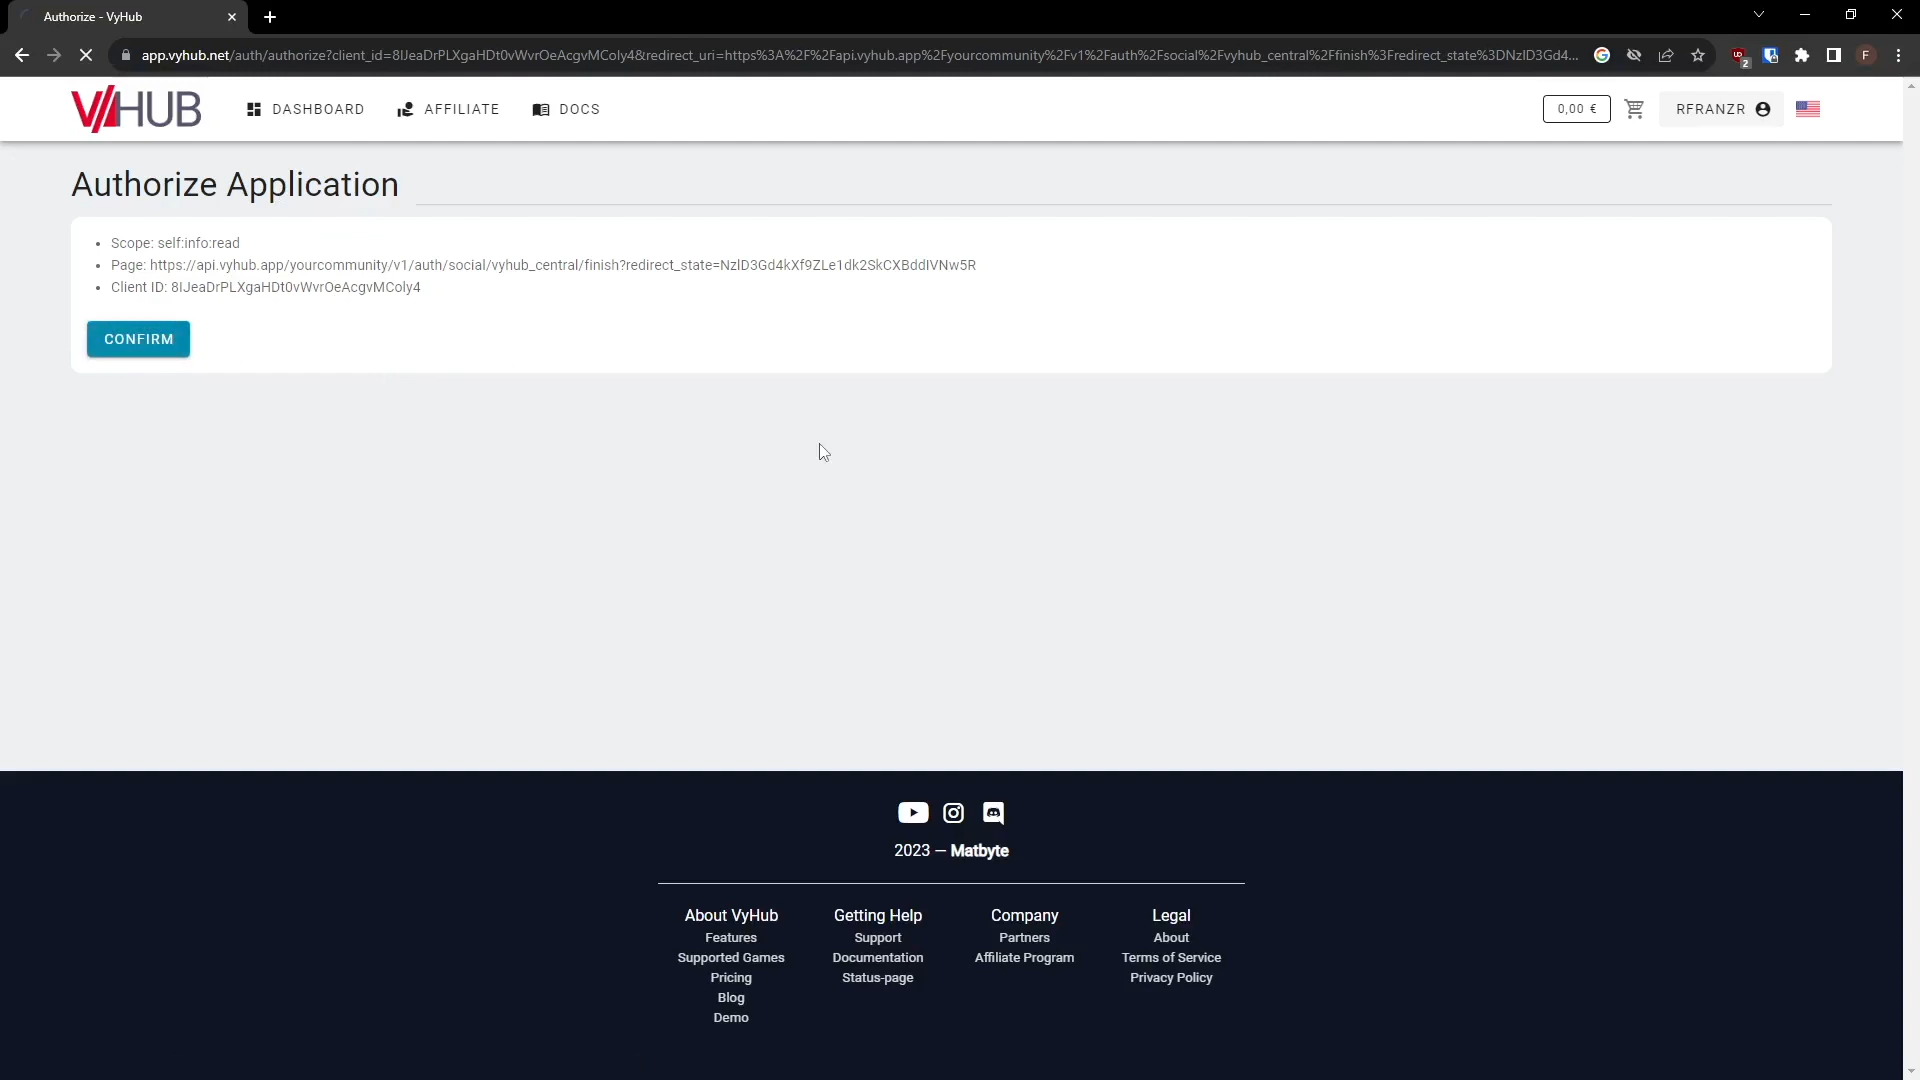 Authorize - VyHub
app.vyhub.net/auth/authorize?client_id=8IJeaDrPLXgaHDt0vWvrOeAcgvMColy4&redirect_uri=https%3A%2F%2Fapi.vyhub.app%2Fyourcommunity%2Fv1%2Fauth%2Fsocial%2Fvyhub_central%2Ffinish%3Fredirect_state%3DNzlD3Gd4...
2
F
VYHUB
DASHBOARD
AFFILIATE
DOCS
0,00 €
RFRANZR
Authorize Application
Scope: self:info:read
Page: https://api.vyhub.app/yourcommunity/v1/auth/social/vyhub_central/finish?redirect_state=NzlD3Gd4kXf9ZLe1dk2SkCXBddIVNw5R
Client ID: 8IJeaDrPLXgaHDt0vWvrOeAcgvMColy4
CONFIRM
2023 — Matbyte
About VyHub
Features
Supported Games
Pricing
Blog
Demo
Getting Help
Support
Documentation
Status-page
Company
Partners
Affiliate Program
Legal
About
Terms of Service
Privacy Policy